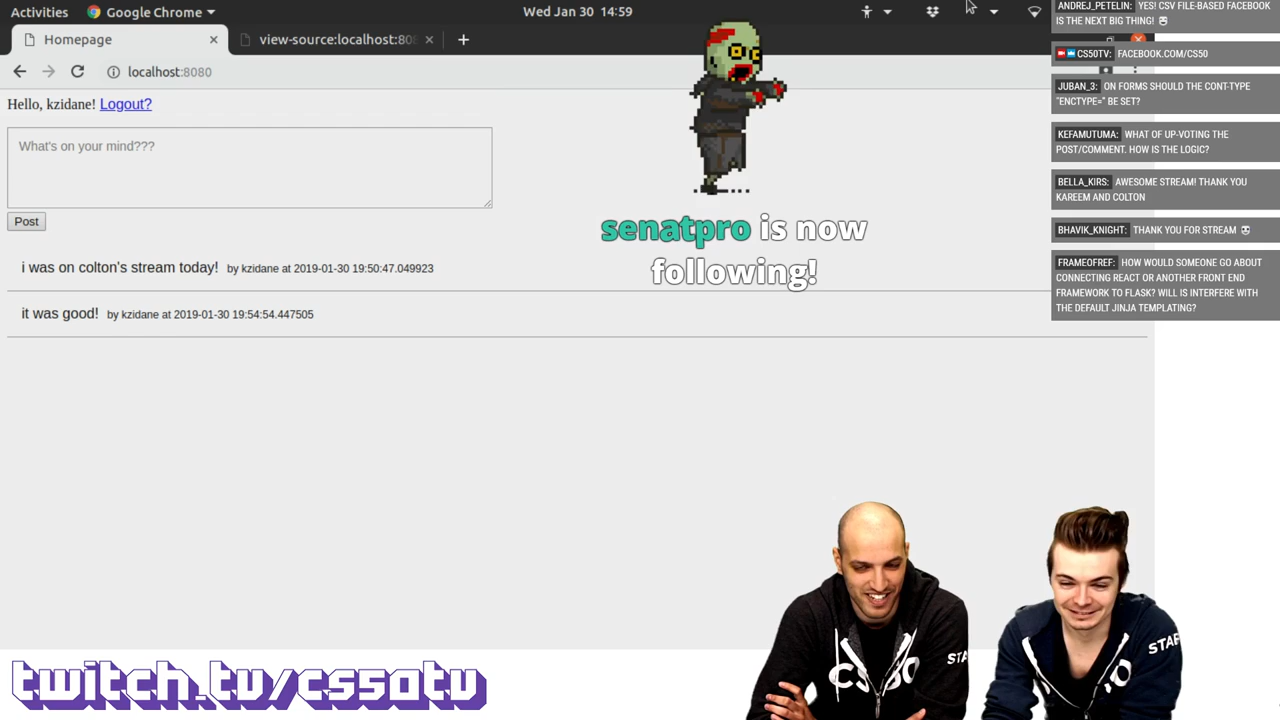 Activities
Google Chrome
Wed Jan 30 14:59
Homepage
view-source:localhost:80
localhost:8080
Hello, kzidane! Logout?
What's on your mind???
Post
i was on colton's stream today! by kzidane at 2019-01-30 19:50:47.049923
it was good! by kzidane at 2019-01-30 19:54:54.447505
senatpro is now
following!
ANDREJ_PETELIN: YES! CSV FILE-BASED FACEBOOK
IS THE NEXT BIG THING!
CS50TV: FACEBOOK.COM/CS50
JUBAN_3: ON FORMS SHOULD THE CONT-TYPE
"ENCTYPE=" BE SET?
KEFAMUTUMA: WHAT OF UP-VOTING THE
POST/COMMENT. HOW IS THE LOGIC?
BELLA_KIRS: AWESOME STREAM! THANK YOU
KAREEM AND COLTON
BHAVIK_KNIGHT: THANK YOU FOR STREAM
FRAMEOFREF: HOW WOULD SOMEONE GO ABOUT
CONNECTING REACT OR ANOTHER FRONT END
FRAMEWORK TO FLASK? WILL IS INTERFERE WITH
THE DEFAULT JINJA TEMPLATING?
twitch.tv/cs50tv